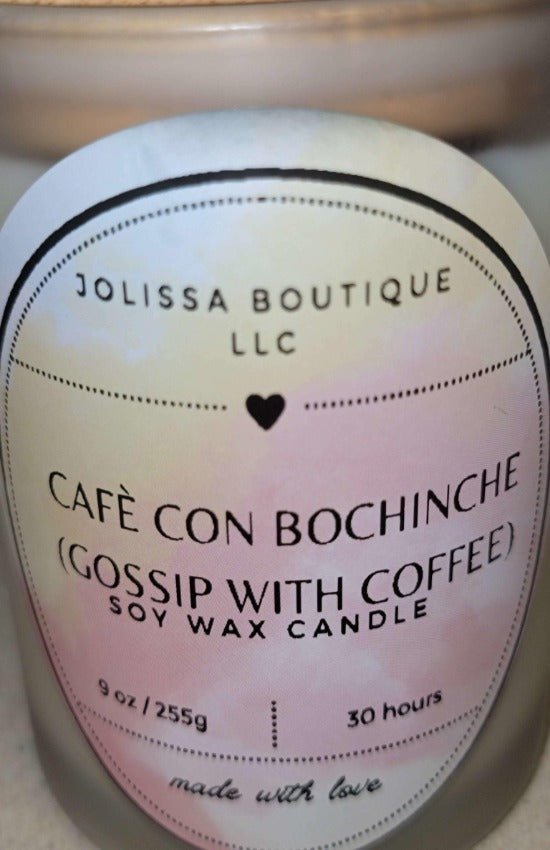 JOLISSA BOUTIQUE
LLC
CAFÈ CON BOCHINCHE
(GOSSIP WITH COFFEE)
SOY WAX CANDLE
9 oz / 255g
30 hours
made with love